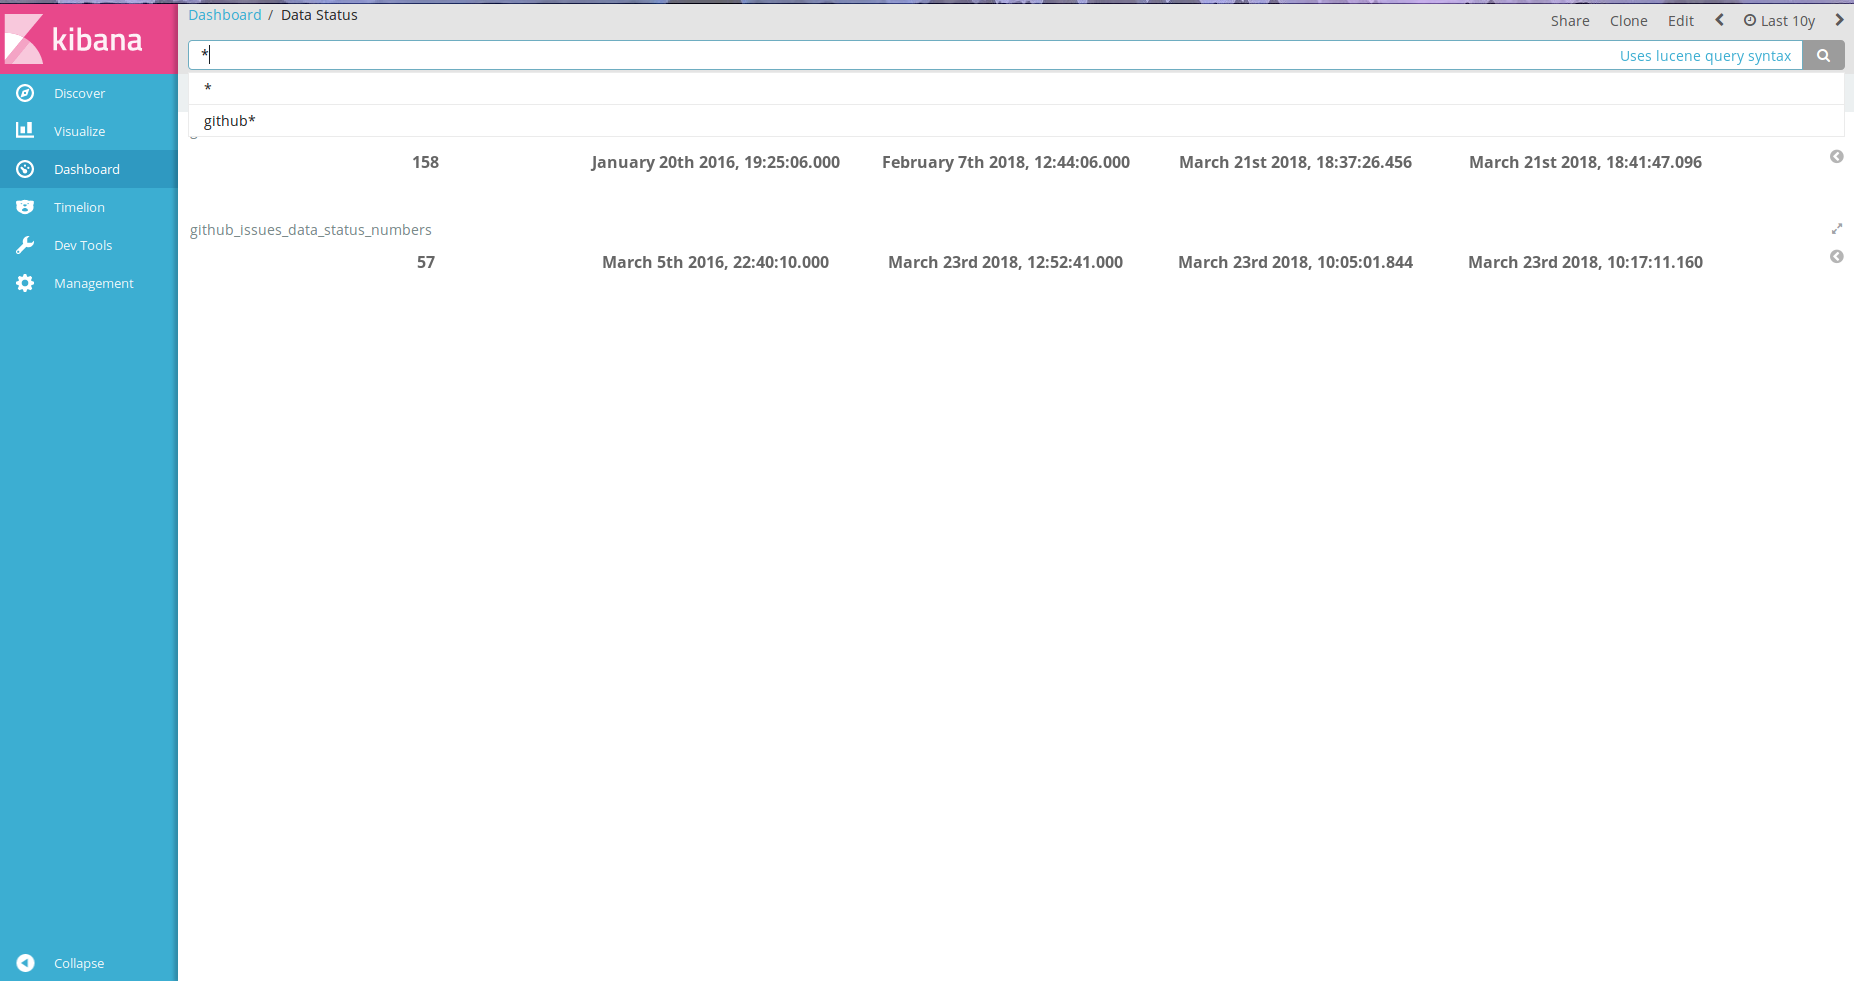 kibana
Discover
Visualize
Dashboard
Timelion
Dev Tools
Management
Collapse
Dashboard / Data Status
Share Clone Edit Last 10y
*
Uses lucene query syntax
*
github*
158 January 20th 2016, 19:25:06.000 February 7th 2018, 12:44:06.000 March 21st 2018, 18:37:26.456 March 21st 2018, 18:41:47.096
github_issues_data_status_numbers
57 March 5th 2016, 22:40:10.000 March 23rd 2018, 12:52:41.000 March 23rd 2018, 10:05:01.844 March 23rd 2018, 10:17:11.160